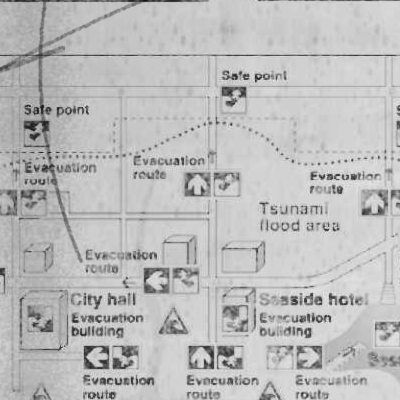 Safe point
Safe point
Evacuation
route
Evacuation
route
Evacuation
route
Tsunami
flood area
Evacuation
route
City hall
Evacuation
building
Seaside hotel
Evacuation
building
Evacuation
route
Evacuation
route
Evacuation
route